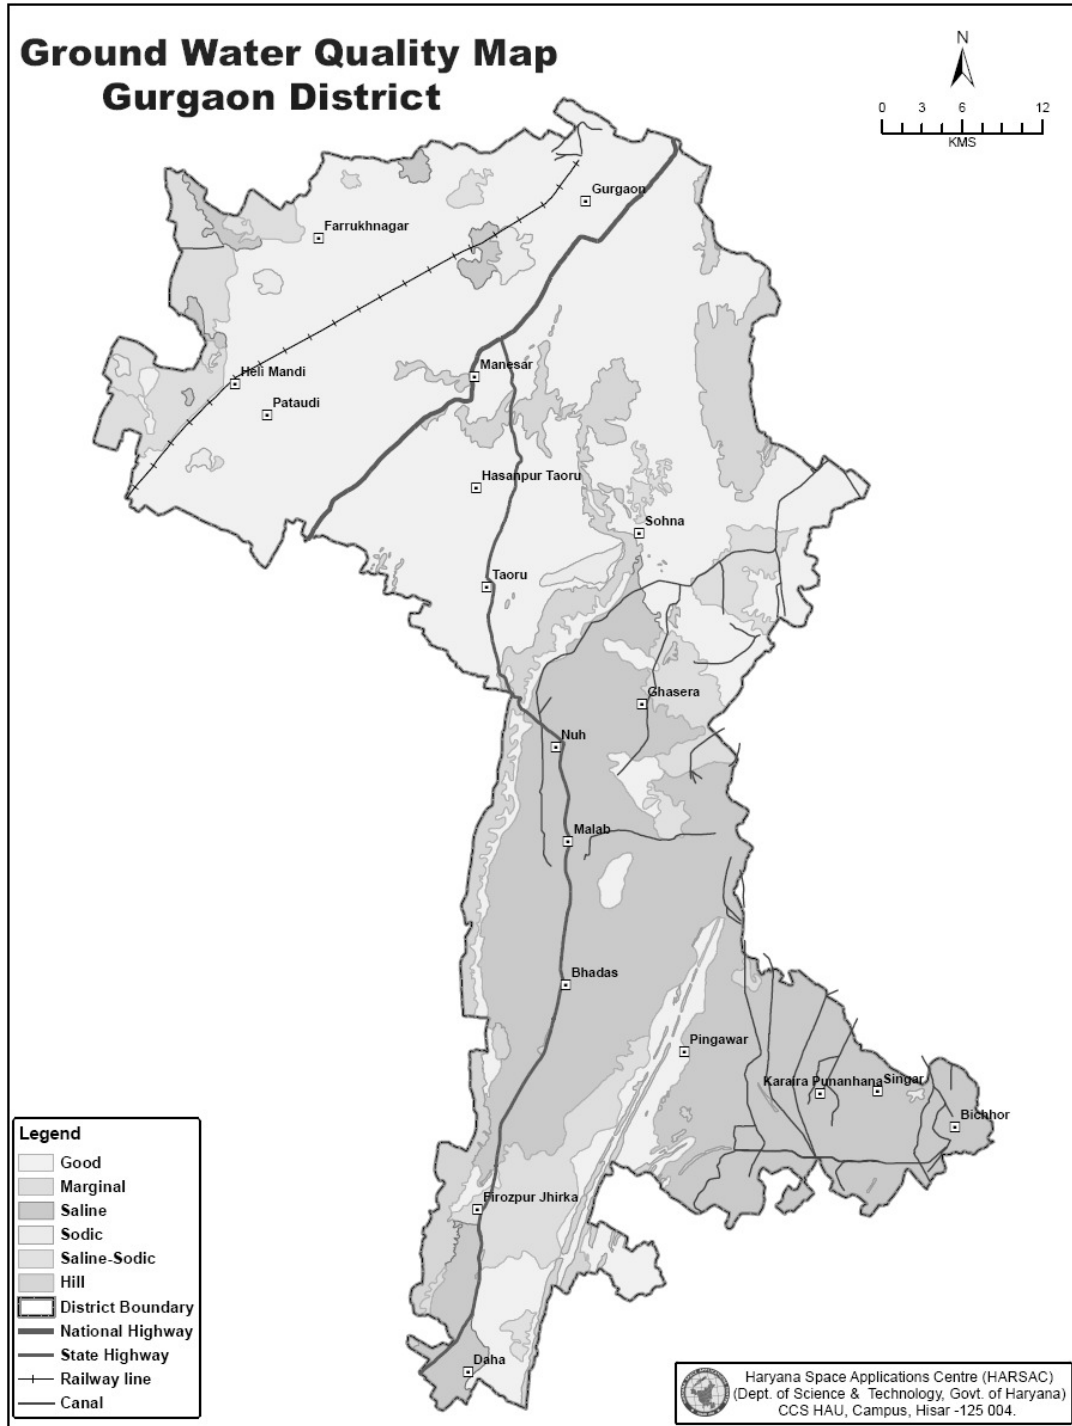 Ground Water Quality Map
Gurgaon District
N
0 3 6 12
KMS
Gurgaon
Farrukhnagar
Manesar
Heli Mandi
Pataudi
Hasanpur Taoru
Sohna
Taoru
Ghasera
Nuh
Malab
Bhadas
Pingawar
Karaira Punanhana Singar
Bichhor
Firozpur Jhirka
Daha
Legend
Good
Marginal
Saline
Sodic
Saline-Sodic
Hill
District Boundary
National Highway
State Highway
Railway line
Canal
Haryana Space Applications Centre (HARSAC)
(Dept. of Science & Technology, Govt. of Haryana)
CCS HAU, Campus, Hisar -125 004.